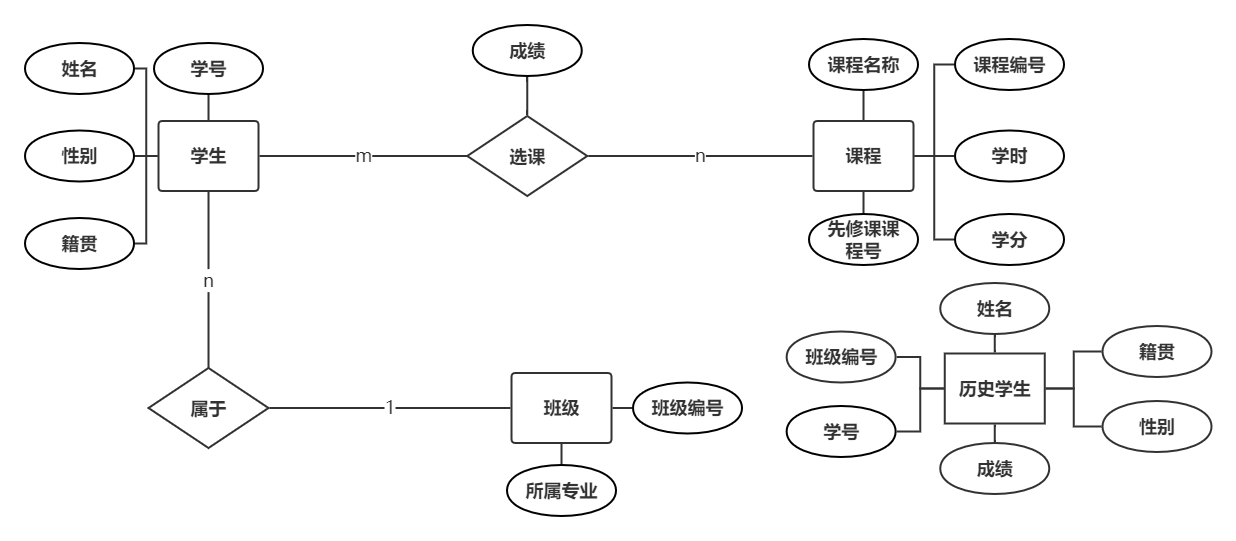 姓名
学号
成绩
课程名称
课程编号
性别
学生
m
选课
n
课程
学时
籍贯
先修课课
程号
学分
n
姓名
班级编号
籍贯
历史学生
属于
1
班级
班级编号
学号
性别
成绩
所属专业